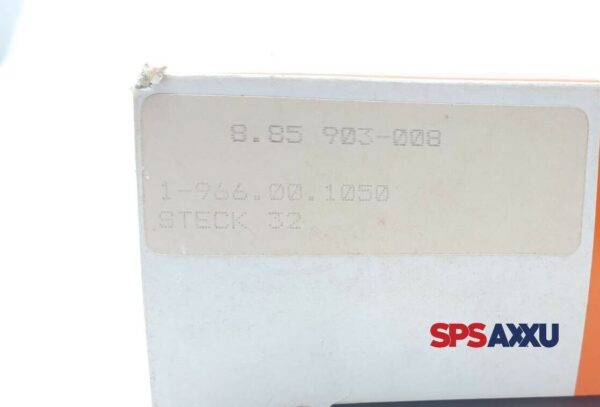 8.85 903-008
1-966.00.1050
STECK 32
SPSAXXU